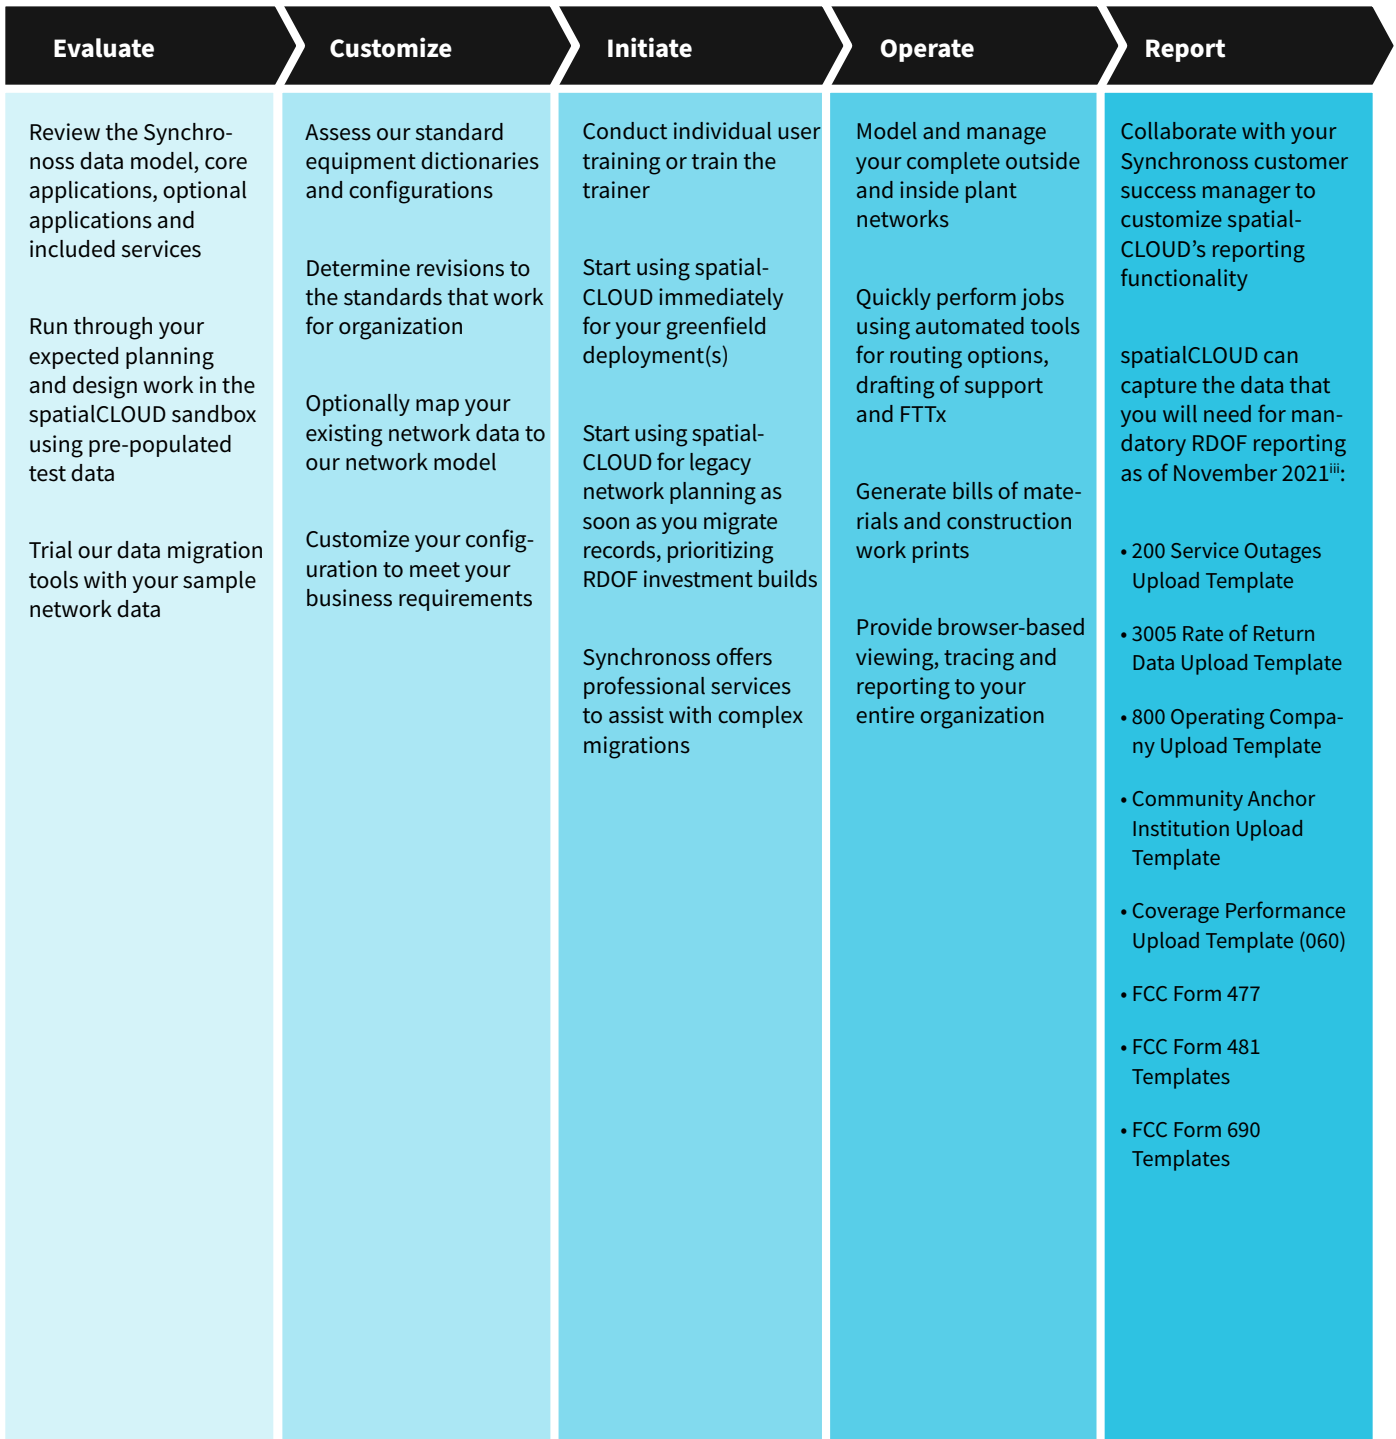 Evaluate
Customize
Initiate
Operate
Report
Review the Synchro-
noss data model, core
applications, optional
applications and
included services
Run through your
expected planning
and design work in the
spatialCLOUD sandbox
using pre-populated
test data
Trial our data migration
tools with your sample
network data
Assess our standard
equipment dictionaries
and configurations
Determine revisions to
the standards that work
for organization
Optionally map your
existing network data to
our network model
Customize your config-
uration to meet your
business requirements
Conduct individual user
training or train the
trainer
Start using spatial-
CLOUD immediately
for your greenfield
deployment(s)
Start using spatial-
CLOUD for legacy
network planning as
soon as you migrate
records, prioritizing
RDOF investment builds
Synchronoss offers
professional services
to assist with complex
migrations
Model and manage
your complete outside
and inside plant
networks
Quickly perform jobs
using automated tools
for routing options,
drafting of support
and FTTx
Generate bills of mate-
rials and construction
work prints
Provide browser-based
viewing, tracing and
reporting to your
entire organization
Collaborate with your
Synchronoss customer
success manager to
customize spatial-
CLOUD’s reporting
functionality
spatialCLOUD can
capture the data that
you will need for man-
datory RDOF reporting
as of November 2021ⁱⁱⁱ:
• 200 Service Outages
Upload Template
• 3005 Rate of Return
Data Upload Template
• 800 Operating Compa-
ny Upload Template
• Community Anchor
Institution Upload
Template
• Coverage Performance
Upload Template (060)
• FCC Form 477
• FCC Form 481
Templates
• FCC Form 690
Templates